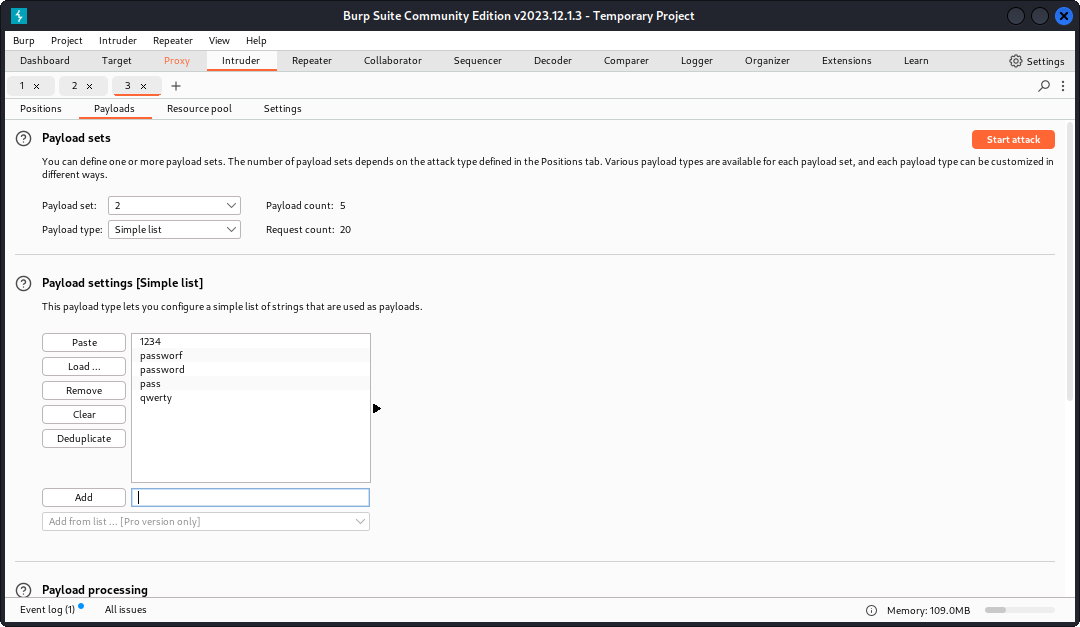 Burp Suite Community Edition v2023.12.1.3 - Temporary Project
Burp Project Intruder Repeater View Help
Dashboard Target Proxy Intruder Repeater Collaborator Sequencer Decoder Comparer Logger Organizer Extensions Learn Settings
1 × 2 × 3 × +
Positions Payloads Resource pool Settings
? Payload sets Start attack
You can define one or more payload sets. The number of payload sets depends on the attack type defined in the Positions tab. Various payload types are available for each payload set, and each payload type can be customized in
different ways.
Payload set: 2 Payload count: 5
Payload type: Simple list Request count: 20
? Payload settings [Simple list]
This payload type lets you configure a simple list of strings that are used as payloads.
Paste
Load ...
Remove
Clear
Deduplicate
1234
passworf
password
pass
qwerty
Add
Add from list ... [Pro version only]
? Payload processing
Event log (1) All issues Memory: 109.0MB